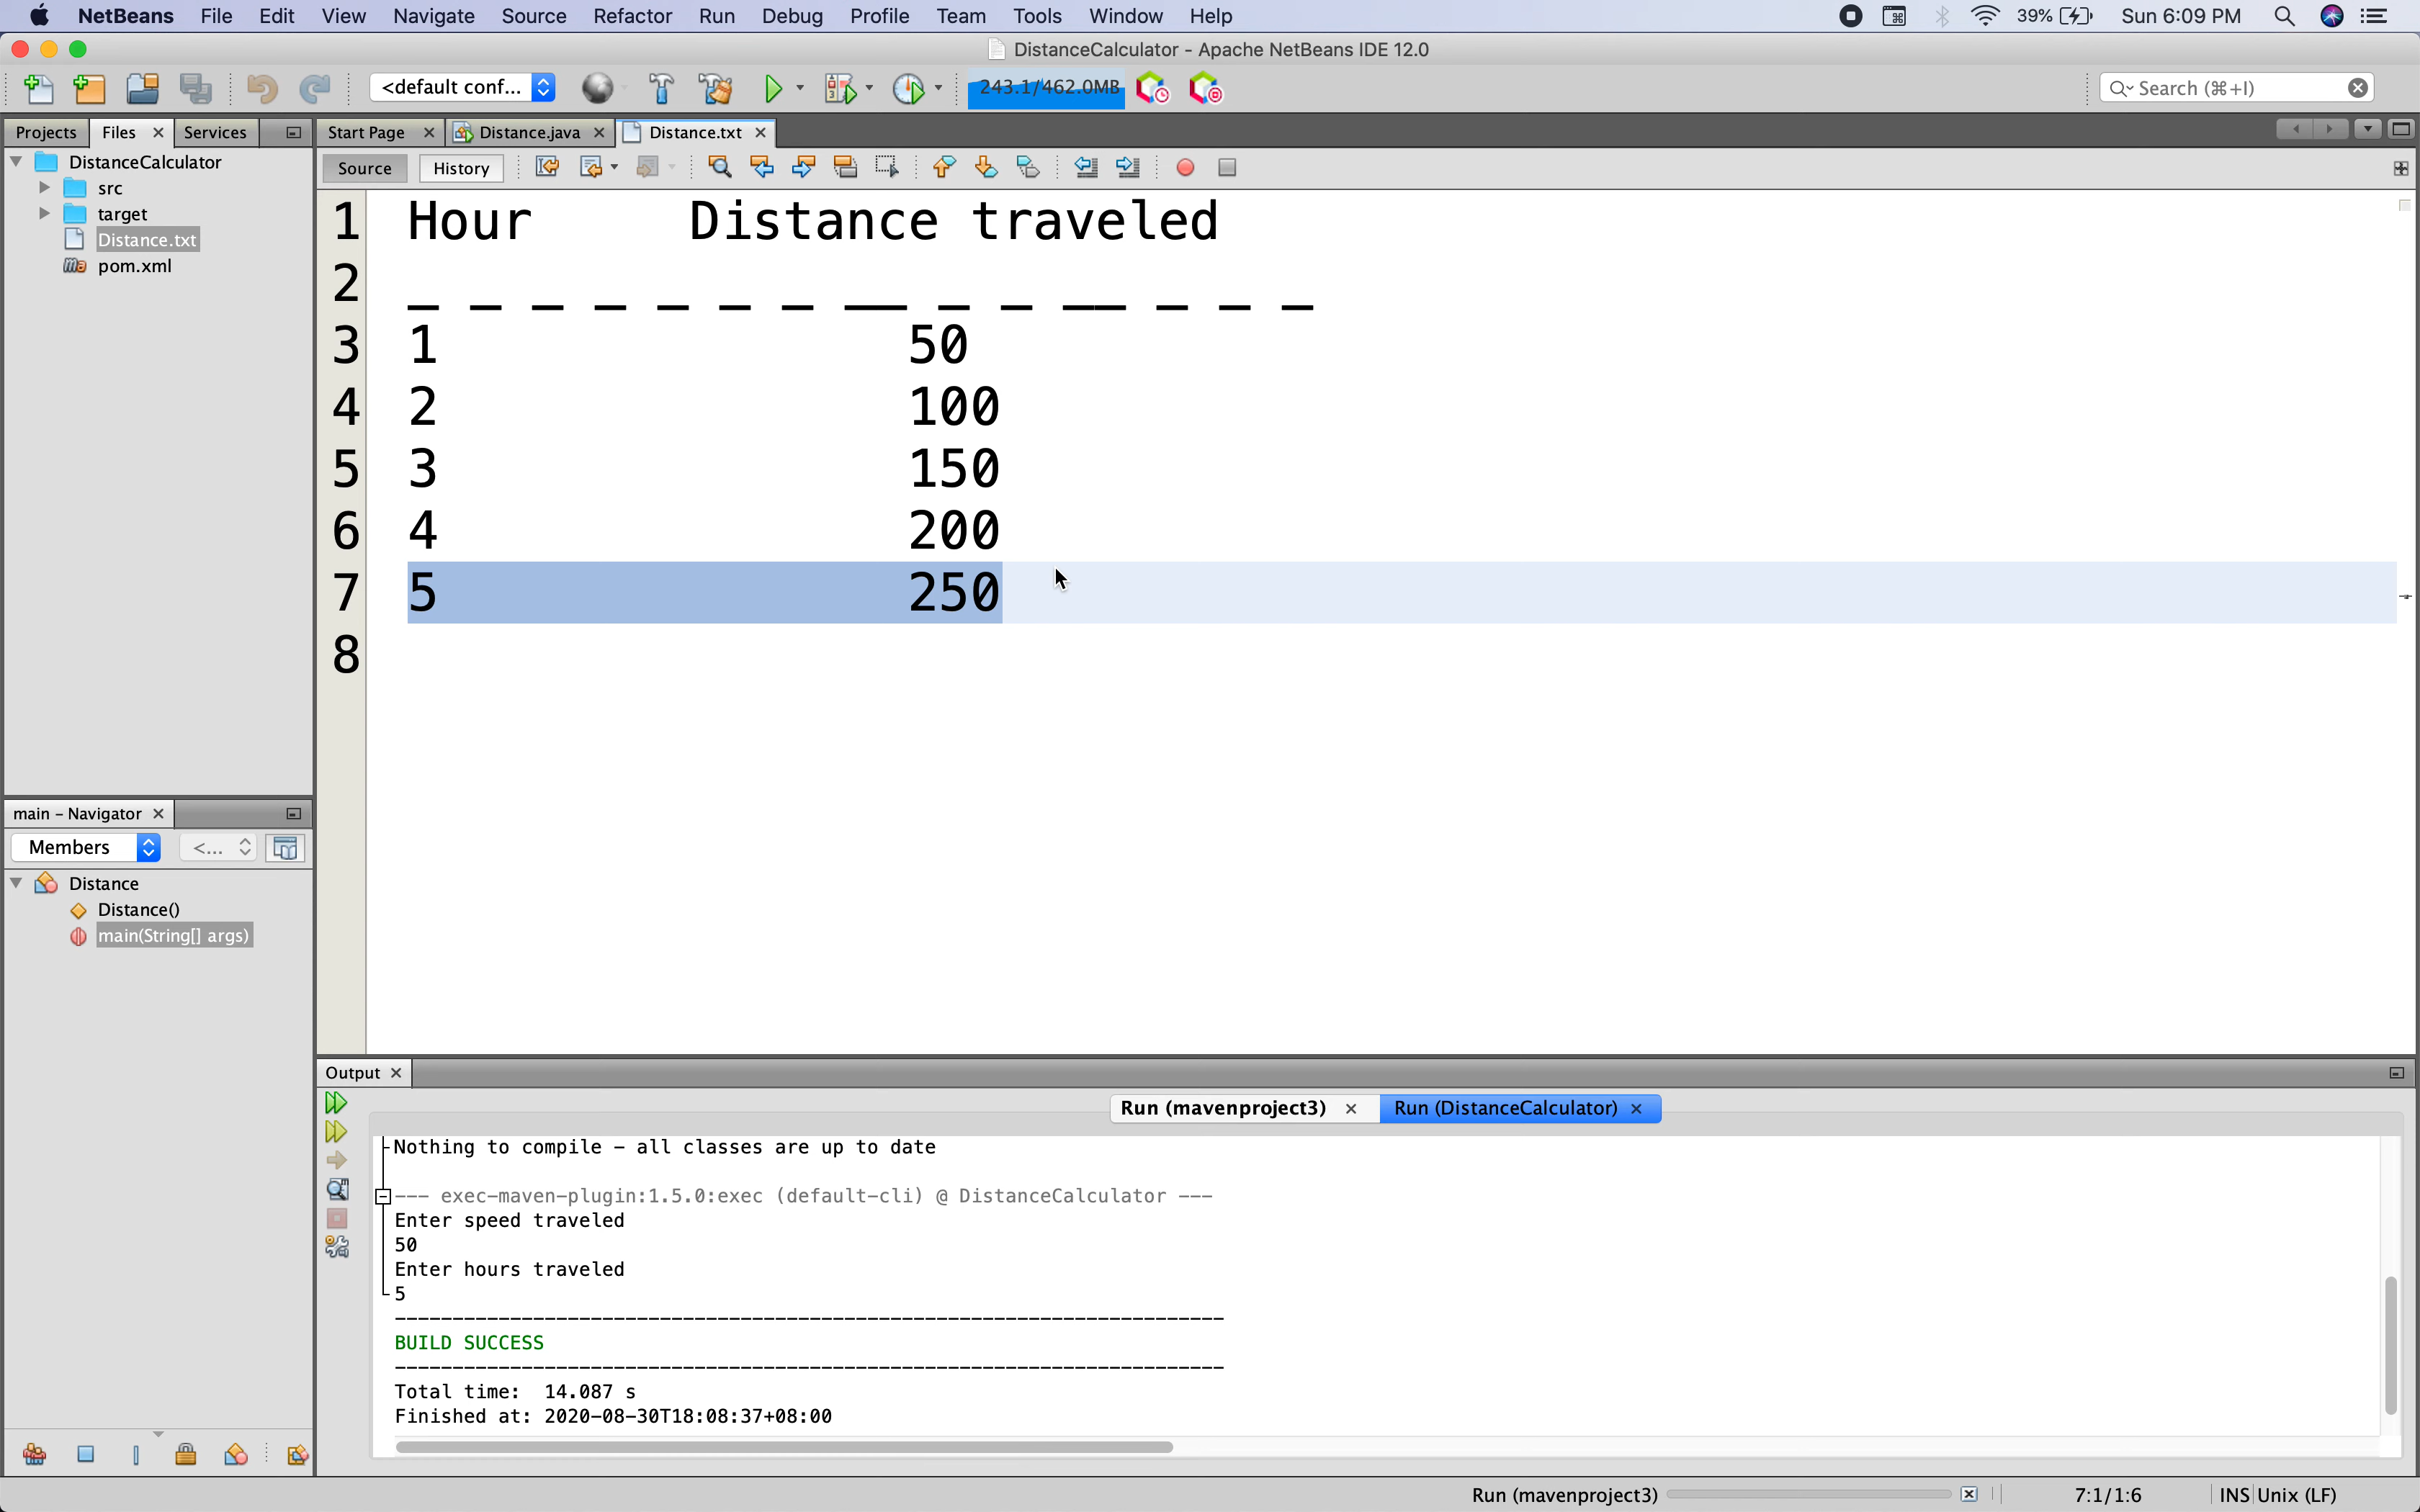 NetBeans File Edit View Navigate Source Refactor Run Debug Profile Team Tools Window Help 39% Sun 6:09 PM
DistanceCalculator - Apache NetBeans IDE 12.0
<default conf... 243.1/462.0MB Search (⌘+I)
Projects Files Services Start Page Distance.java Distance.txt
Source History
DistanceCalculator
src
target
Distance.txt
pom.xml
1 Hour Distance traveled
2 _ _ _ _ _ _ _ __ _ _ __ _ _ _
3 1 50
4 2 100
5 3 150
6 4 200
7 5 250
8
main - Navigator
Members <...
Distance
Distance()
main(String[] args)
Output
Run (mavenproject3) Run (DistanceCalculator)
Nothing to compile - all classes are up to date
--- exec-maven-plugin:1.5.0:exec (default-cli) @ DistanceCalculator ---
Enter speed traveled
50
Enter hours traveled
5
------------------------------------------------------------------------
BUILD SUCCESS
------------------------------------------------------------------------
Total time: 14.087 s
Finished at: 2020-08-30T18:08:37+08:00
Run (mavenproject3) 7:1/1:6 INS Unix (LF)